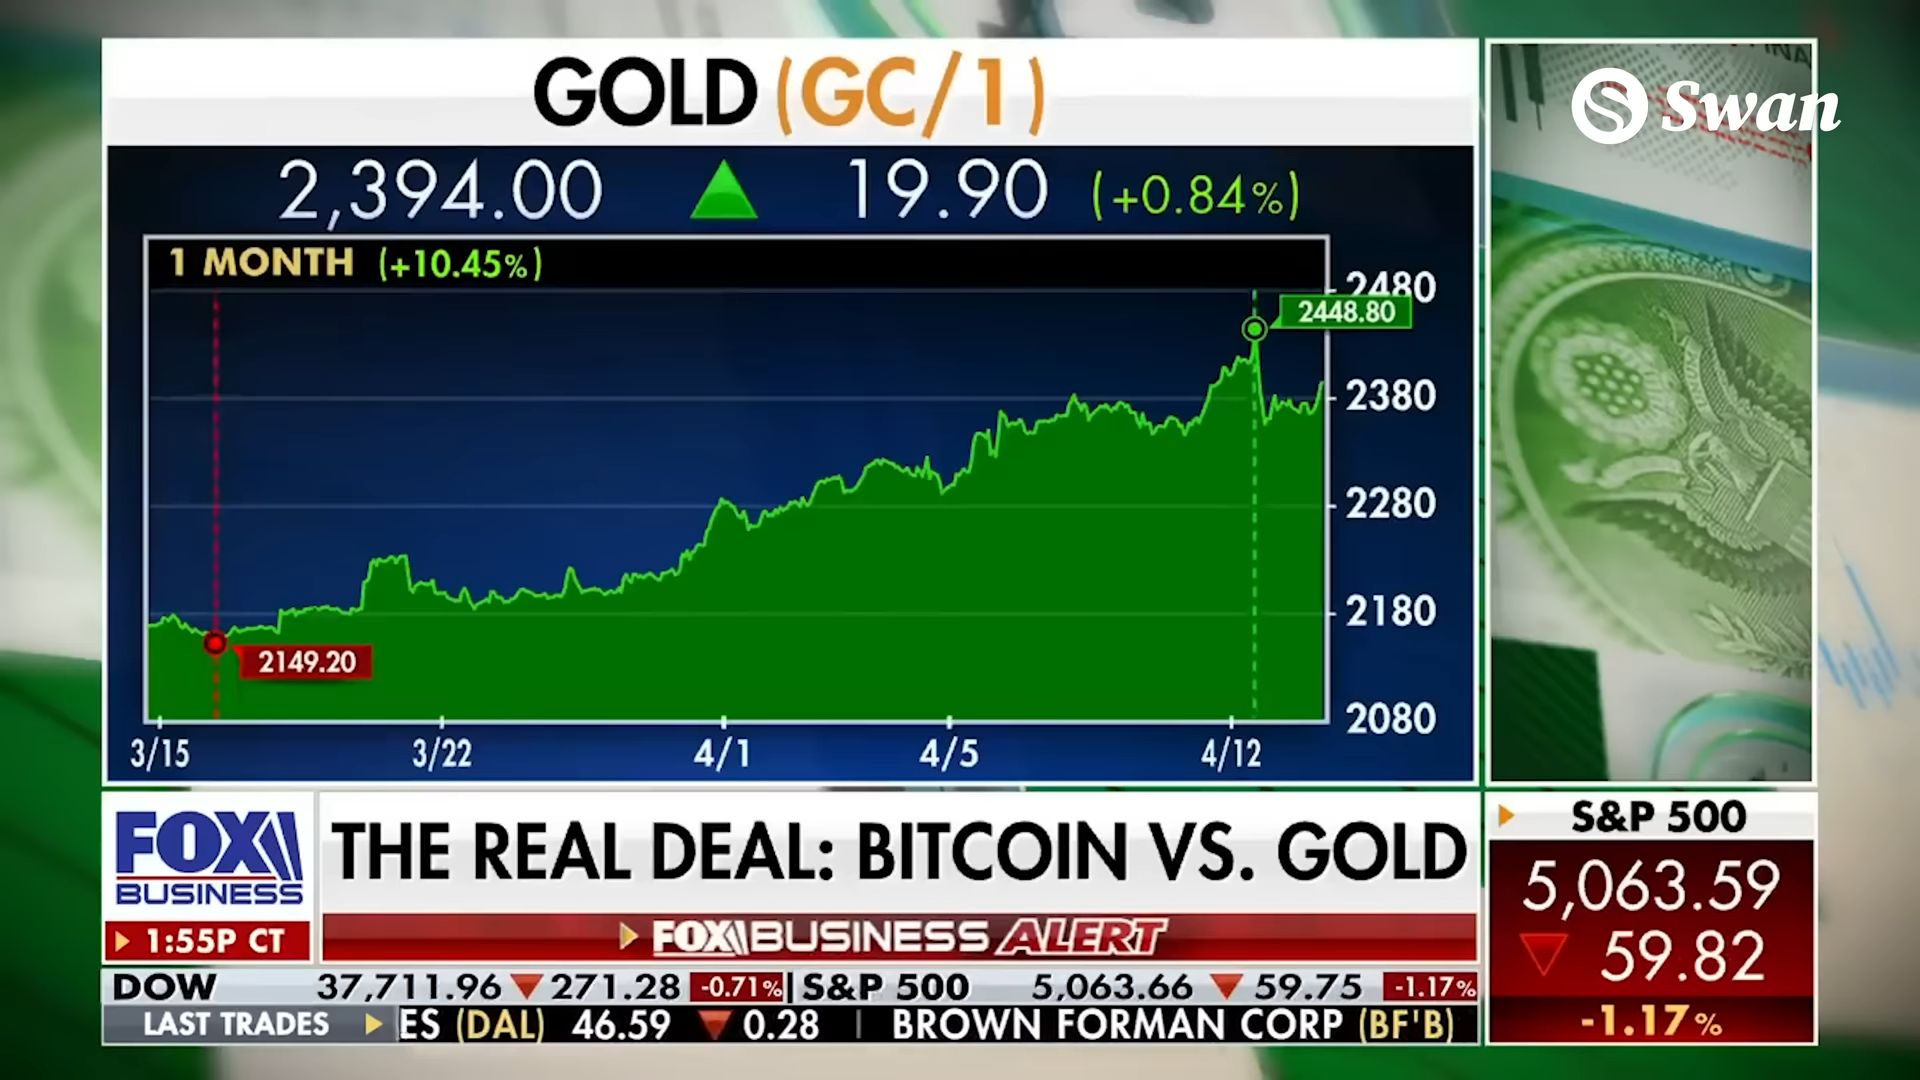 GOLD (GC/1)
2,394.00 ▲ 19.90 (+0.84%)
1 MONTH (+10.45%)
2480
2448.80
2380
2280
2180
2149.20
2080
3/15 3/22 4/1 4/5 4/12
Swan
FOX BUSINESS
1:55P CT
THE REAL DEAL: BITCOIN VS. GOLD
FOX BUSINESS ALERT
S&P 500
5,063.59
▼ 59.82
-1.17%
DOW 37,711.96 ▼ 271.28 -0.71% S&P 500 5,063.66 ▼ 59.75 -1.17%
LAST TRADES ES (DAL) 46.59 ▼ 0.28 | BROWN FORMAN CORP (BF'B)